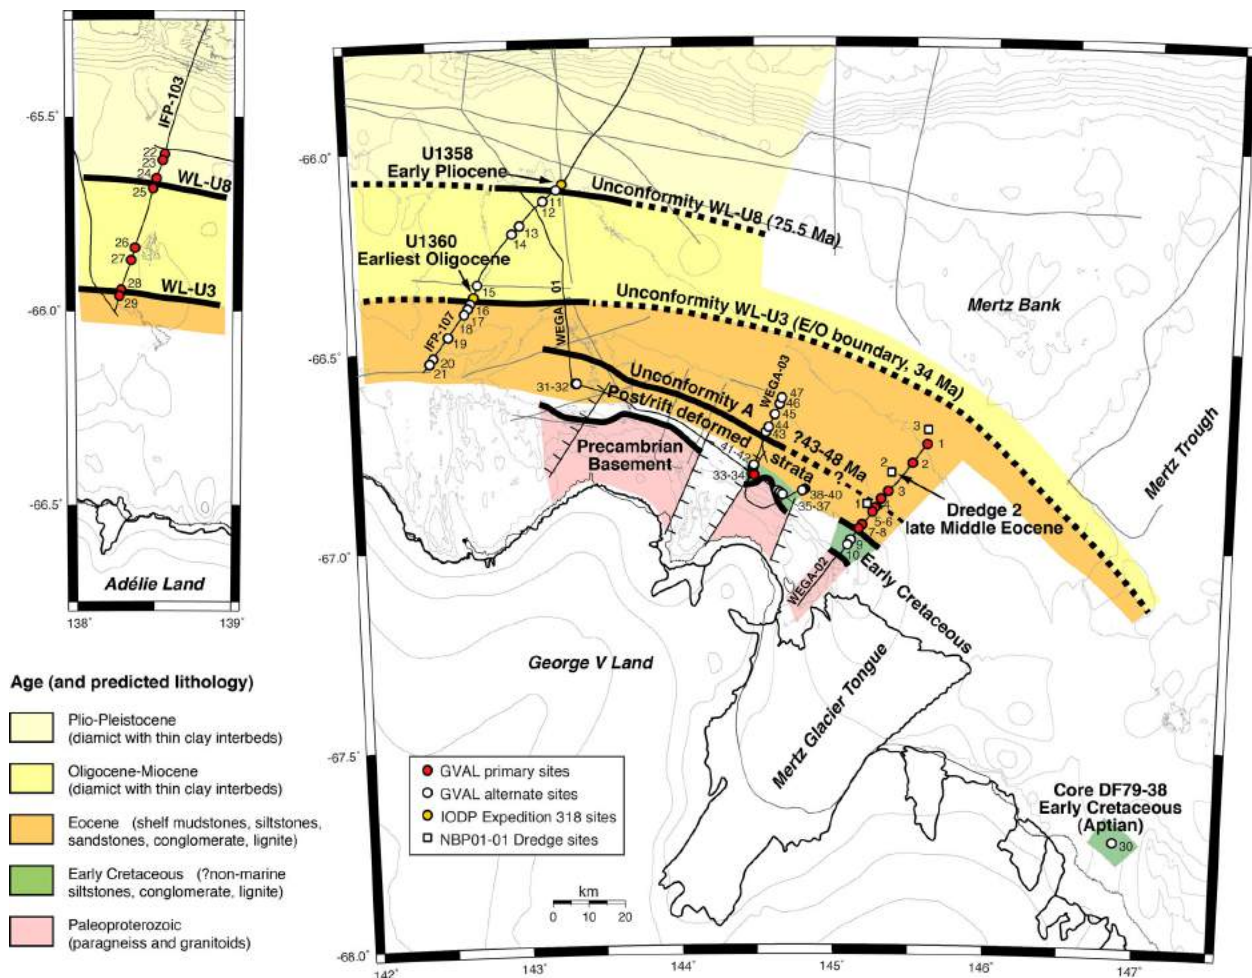 -65.5°
-66.0°
-66.5°
138°
139°
IFP-103
22
23
24
WL-U8
25
26
27
28
WL-U3
29
Adélie Land
Age (and predicted lithology)
Plio-Pleistocene
(diamict with thin clay interbeds)
Oligocene-Miocene
(diamict with thin clay interbeds)
Eocene (shelf mudstones, siltstones,
sandstones, conglomerate, lignite)
Early Cretaceous (?non-marine
siltstones, conglomerate, lignite)
Paleoproterozoic
(paragneiss and granitoids)
-66.0°
-66.5°
-67.0°
-67.5°
-68.0°
142°
143°
144°
145°
146°
147°
U1358
Early Pliocene
11
12
13
14
Unconformity WL-U8 (?5.5 Ma)
U1360
Earliest Oligocene
15
16
17
18
19
20
21
IFP-107
WEGA 01
Unconformity WL-U3 (E/O boundary, 34 Ma)
Mertz Bank
Mertz Trough
31-32
Unconformity A
?43-48 Ma
Post/rift deformed
strata
?
WEGA-03
47
46
45
44
43
41-42
33-34
38-40
35-37
Precambrian
Basement
3
1
2
2
3
1
4
5-6
7-8
9
10
Dredge 2
late Middle Eocene
WEGA-02
Early Cretaceous
George V Land
Mertz Glacier Tongue
GVAL primary sites
GVAL alternate sites
IODP Expedition 318 sites
NBP01-01 Dredge sites
km
0 10 20
Core DF79-38
Early Cretaceous
(Aptian)
30